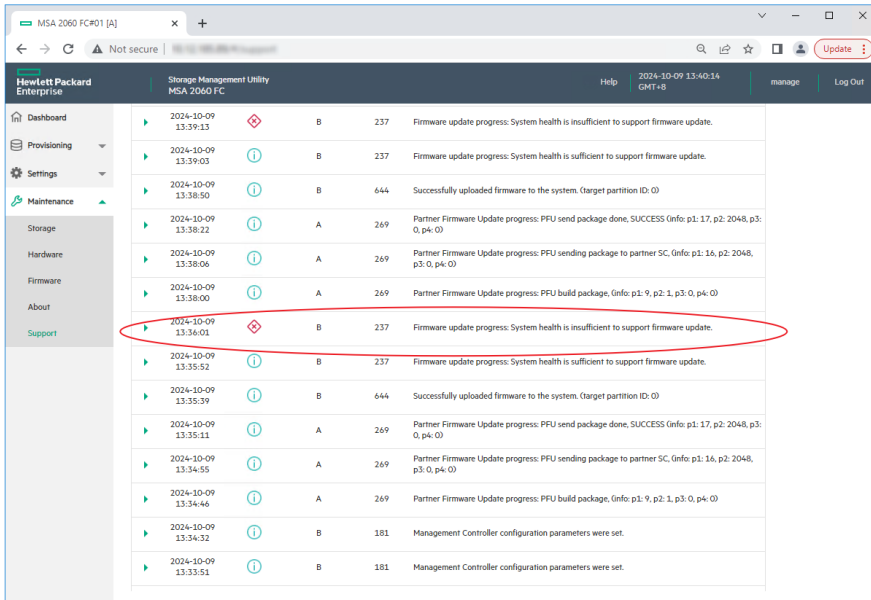 MSA 2060 FC#01 [A]
Not secure
Update
Hewlett Packard
Enterprise
Storage Management Utility
MSA 2060 FC
Help
2024-10-09 13:40:14
GMT+8
manage
Log Out
Dashboard
Provisioning
Settings
Maintenance
Storage
Hardware
Firmware
About
Support
2024-10-09
13:39:13
B
237
Firmware update progress: System health is insufficient to support firmware update.
2024-10-09
13:39:03
B
237
Firmware update progress: System health is sufficient to support firmware update.
2024-10-09
13:38:50
B
644
Successfully uploaded firmware to the system. (target partition ID: 0)
2024-10-09
13:38:22
A
269
Partner Firmware Update progress: PFU send package done, SUCCESS (info: p1: 17, p2: 2048, p3:
0, p4: 0)
2024-10-09
13:38:06
A
269
Partner Firmware Update progress: PFU sending package to partner SC, (info: p1: 16, p2: 2048,
p3: 0, p4: 0)
2024-10-09
13:38:00
A
269
Partner Firmware Update progress: PFU build package, (info: p1: 9, p2: 1, p3: 0, p4: 0)
2024-10-09
13:36:01
B
237
Firmware update progress: System health is insufficient to support firmware update.
2024-10-09
13:35:52
B
237
Firmware update progress: System health is sufficient to support firmware update.
2024-10-09
13:35:39
B
644
Successfully uploaded firmware to the system. (target partition ID: 0)
2024-10-09
13:35:11
A
269
Partner Firmware Update progress: PFU send package done, SUCCESS (info: p1: 17, p2: 2048, p3:
0, p4: 0)
2024-10-09
13:34:55
A
269
Partner Firmware Update progress: PFU sending package to partner SC, (info: p1: 16, p2: 2048,
p3: 0, p4: 0)
2024-10-09
13:34:46
A
269
Partner Firmware Update progress: PFU build package, (info: p1: 9, p2: 1, p3: 0, p4: 0)
2024-10-09
13:34:32
B
181
Management Controller configuration parameters were set.
2024-10-09
13:33:51
B
181
Management Controller configuration parameters were set.